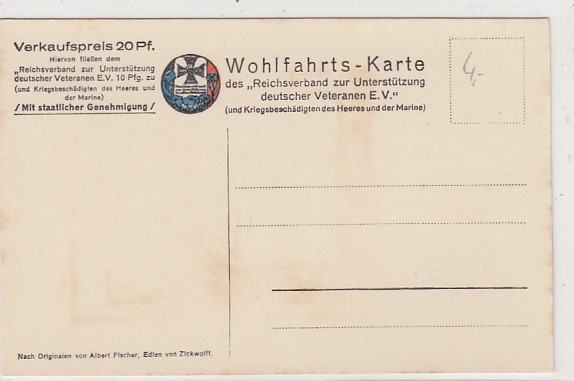 Verkaufspreis 20 Pf.
Hiervon fließen dem
„Reichsverband zur Unterstützung
deutscher Veteranen E.V. 10 Pfg. zu
(und Kriegsbeschädigten des Heeres und
der Marine)
/ Mit staatlicher Genehmigung /
Wohlfahrts-Karte
des „Reichsverband zur Unterstützung
deutscher Veteranen E.V."
(und Kriegsbeschädigten des Heeres und der Marine)
4,-
Nach Originalen von Albert Fischer, Edlen von Zickwolff.